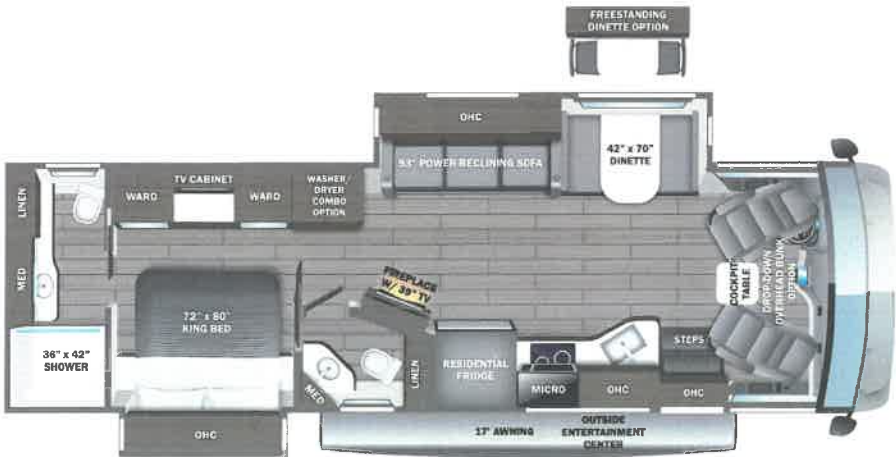 FREESTANDING
DINETTE OPTION
OHC
93" POWER RECLINING SOFA
42" x 70"
DINETTE
TV CABINET
WARD
WARD
WASHER/
DRYER
COMBO
OPTION
LINEN
MED
36" x 42"
SHOWER
72" x 80"
KING BED
OHC
FIREPLACE
W/ 39" TV
MED
LINEN
RESIDENTIAL
FRIDGE
MICRO
OHC
STEPS
OHC
COCKPIT
TABLE
DROP-DOWN
OVERHEAD BUNK
OPTION
17' AWNING
OUTSIDE
ENTERTAINMENT
CENTER